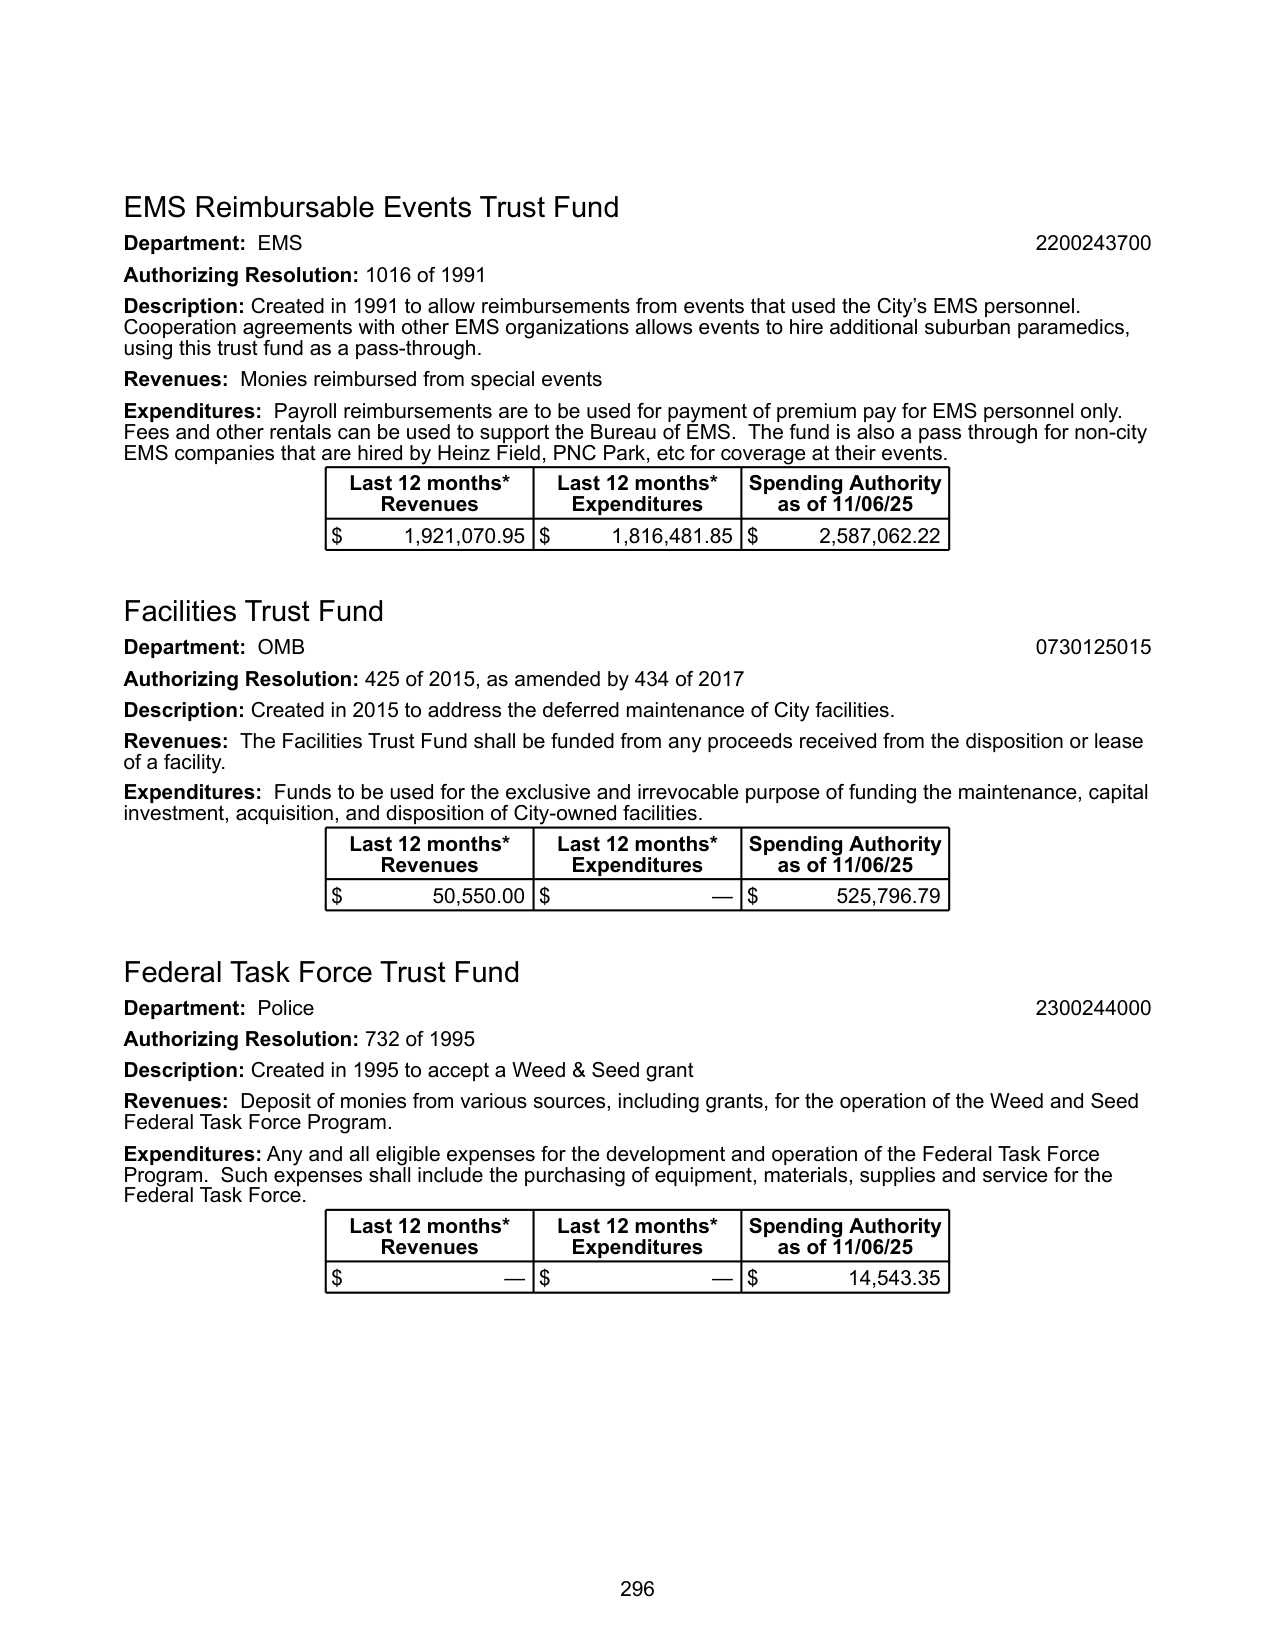 EMS Reimbursable Events Trust Fund
Department:  EMS 2200243700
Authorizing Resolution: 1016 of 1991
Description: Created in 1991 to allow reimbursements from events that used the City’s EMS personnel.
Cooperation agreements with other EMS organizations allows events to hire additional suburban paramedics,
using this trust fund as a pass-through.
Revenues:  Monies reimbursed from special events
Expenditures:  Payroll reimbursements are to be used for payment of premium pay for EMS personnel only.
Fees and other rentals can be used to support the Bureau of EMS.  The fund is also a pass through for non-city
EMS companies that are hired by Heinz Field, PNC Park, etc for coverage at their events.
Last 12 months* Last 12 months* Spending Authority
Revenues Expenditures as of 11/06/25
$ 1,921,070.95 $ 1,816,481.85 $ 2,587,062.22
Facilities Trust Fund
Department:  OMB 0730125015
Authorizing Resolution: 425 of 2015, as amended by 434 of 2017
Description: Created in 2015 to address the deferred maintenance of City facilities.
Revenues:  The Facilities Trust Fund shall be funded from any proceeds received from the disposition or lease
of a facility.
Expenditures:  Funds to be used for the exclusive and irrevocable purpose of funding the maintenance, capital
investment, acquisition, and disposition of City-owned facilities.
Last 12 months* Last 12 months* Spending Authority
Revenues Expenditures as of 11/06/25
$ 50,550.00 $ — $ 525,796.79
Federal Task Force Trust Fund
Department:  Police 2300244000
Authorizing Resolution: 732 of 1995
Description: Created in 1995 to accept a Weed & Seed grant
Revenues:  Deposit of monies from various sources, including grants, for the operation of the Weed and Seed
Federal Task Force Program.
Expenditures: Any and all eligible expenses for the development and operation of the Federal Task Force
Program.  Such expenses shall include the purchasing of equipment, materials, supplies and service for the
Federal Task Force.
Last 12 months* Last 12 months* Spending Authority
Revenues Expenditures as of 11/06/25
$ — $ — $ 14,543.35
296